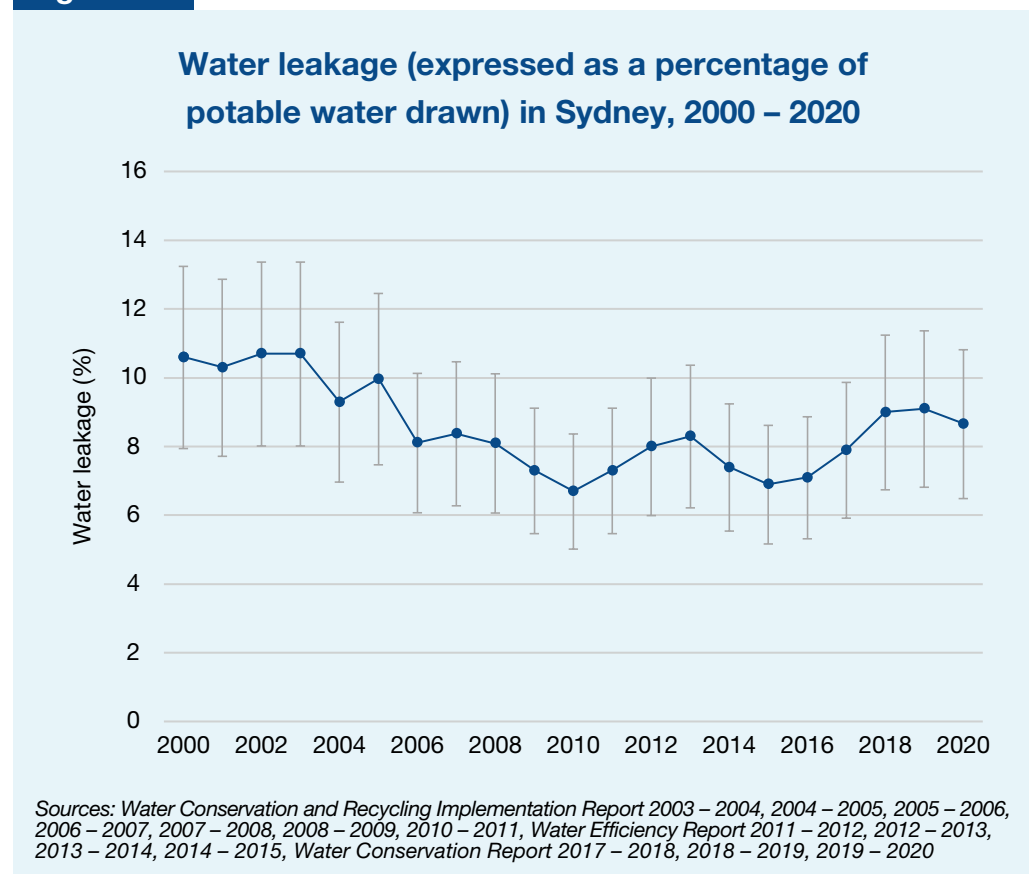 Water leakage (expressed as a percentage of
potable water drawn) in Sydney, 2000 – 2020
16
14
12
10
8
6
4
2
0
Water leakage (%)
2000 2002 2004 2006 2008 2010 2012 2014 2016 2018 2020
Sources: Water Conservation and Recycling Implementation Report 2003 – 2004, 2004 – 2005, 2005 – 2006,
2006 – 2007, 2007 – 2008, 2008 – 2009, 2010 – 2011, Water Efficiency Report 2011 – 2012, 2012 – 2013,
2013 – 2014, 2014 – 2015, Water Conservation Report 2017 – 2018, 2018 – 2019, 2019 – 2020